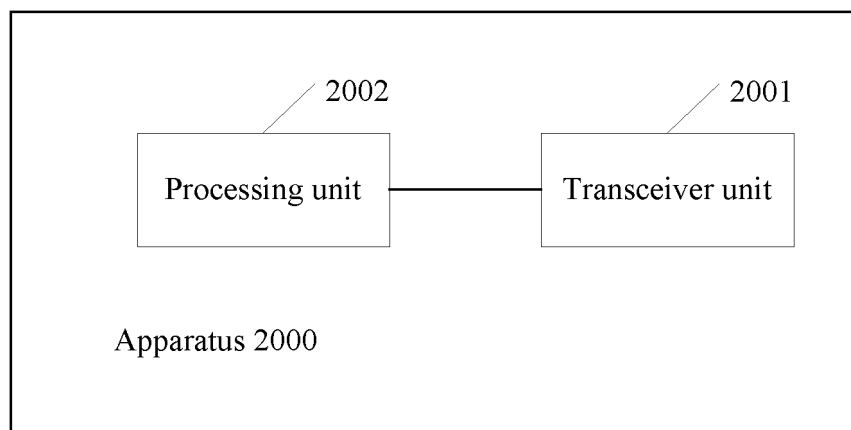 2002
2001
Processing unit
Transceiver unit
Apparatus 2000